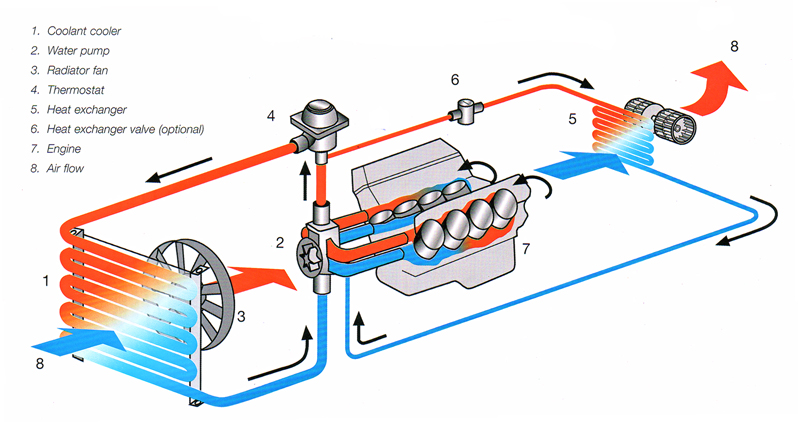 1. Coolant cooler
2. Water pump
3. Radiator fan
4. Thermostat
5. Heat exchanger
6. Heat exchanger valve (optional)
7. Engine
8. Air flow
8
6
4
5
2
7
1
3
8